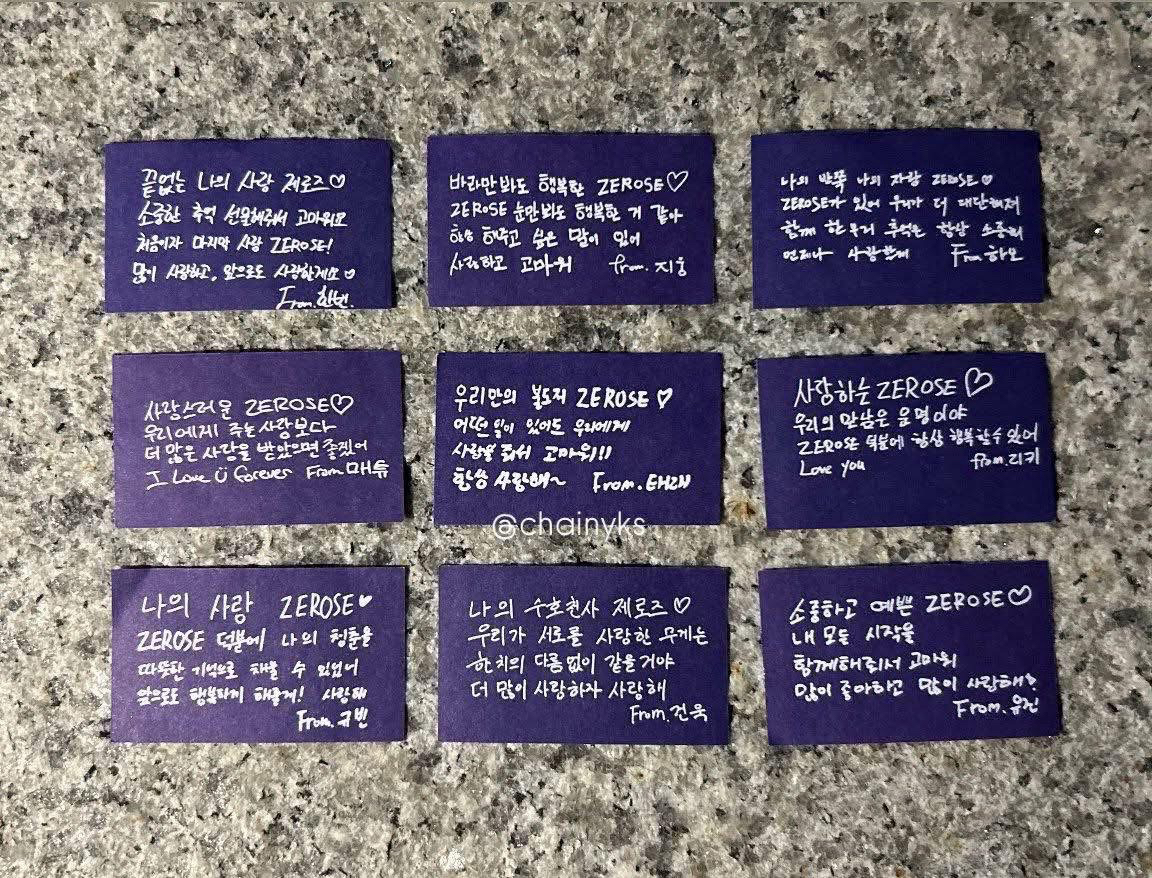 끝없는 나의 사랑 제로즈♡
소중한 추억 선물해줘서 고마워요
처음이자 마지막 사랑 ZEROSE!
많이 사랑하고, 앞으로도 사랑할게요♡
From. 한빈.
바라만봐도 행복한 ZEROSE♡
ZEROSE 눈만봐도 행복한 거 같아
항상 해주고 싶은 말이 있어
사랑하고 고마워 from. 지웅
나의 반쪽 나의 자랑 ZEROSE♡
ZEROSE가 있어 우리가 더 대단해져
함께 한 우리 추억은 항상 소중해
언제나 사랑할게 From 하오
사랑스러운 ZEROSE♡
우리에게 주는 사랑보다
더 많은 사랑을 받았으면 좋겠어
I Love U forever From 매튜
우리만의 복드지 ZEROSE♡
어떤 일이 있어도 우리에게
사랑을 줘서 고마워!!
항상 사랑해~ From. 태래
사랑하는 ZEROSE♡
우리의 만남은 운명이야
ZEROSE 덕분에 항상 행복할 수 있어
Love you from. 리키
@chainyks
나의 사랑 ZEROSE♥
ZEROSE 덕분에 나의 청춘을
따뜻한 기억으로 채울 수 있었어
앞으로도 행복하게 해줄게! 사랑해
From. 규빈
나의 수호천사 제로즈♡
우리가 서로를 사랑한 무게는
한치의 다름없이 같을거야
더 많이 사랑하자 사랑해
From. 건욱
소중하고 예쁜 ZEROSE♡
내 모든 시작을
함께해줘서 고마워
많이 좋아하고 많이 사랑해?
From. 유진